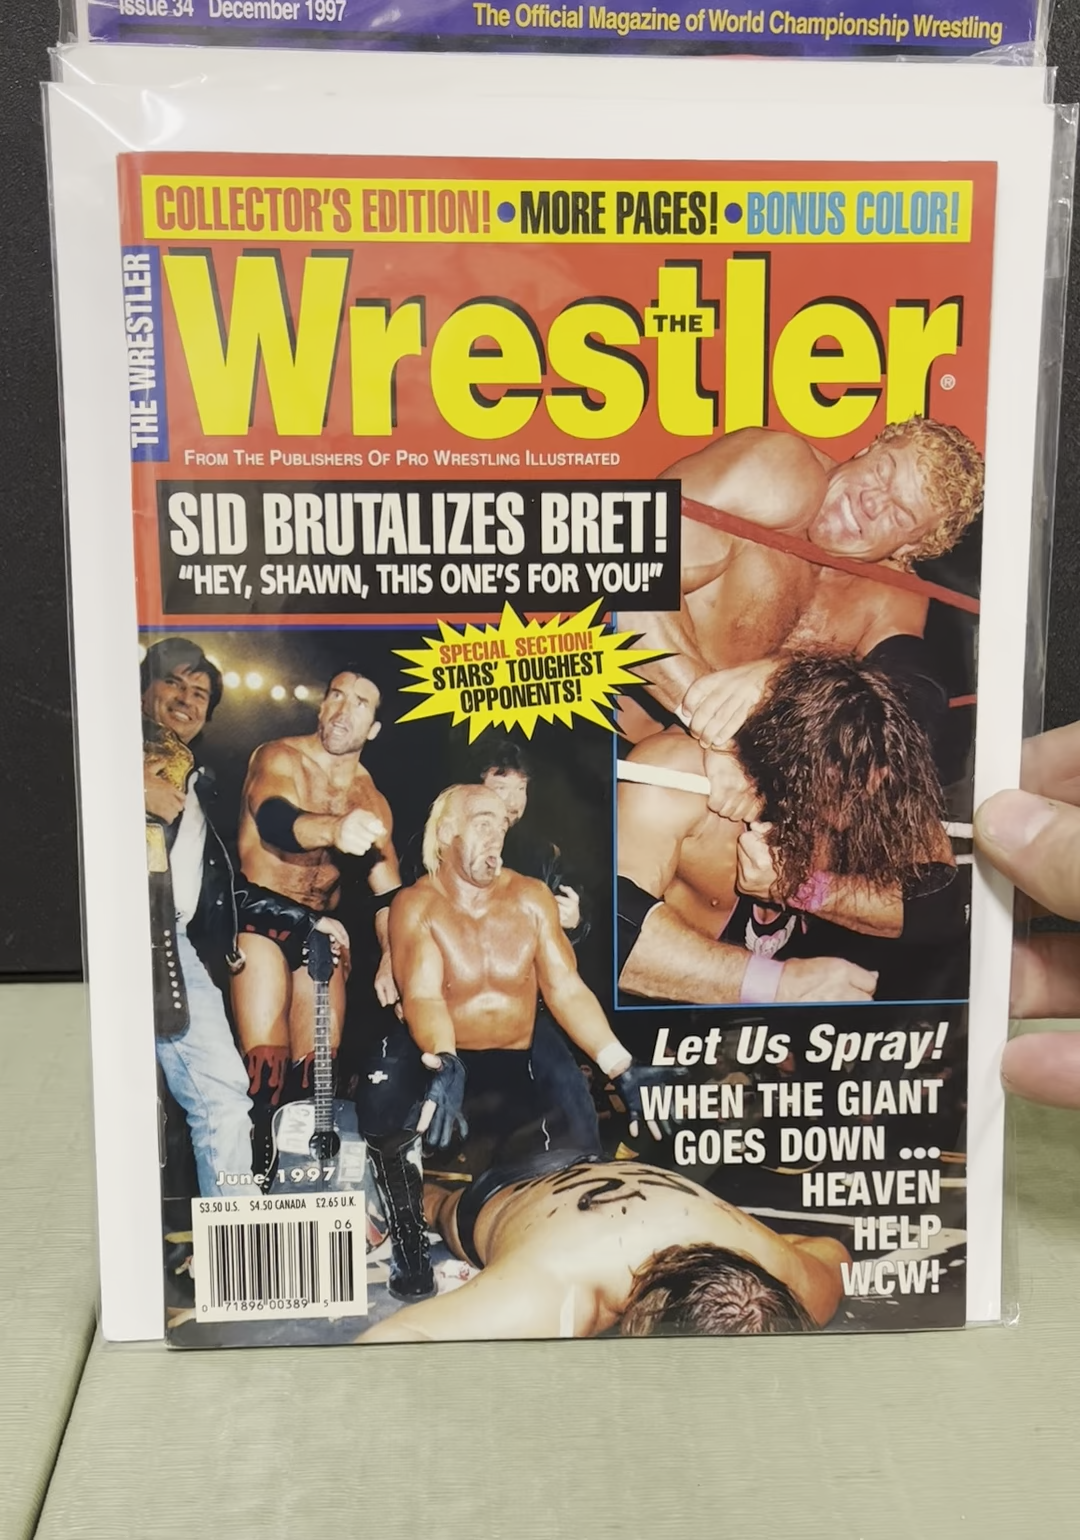 Issue 34 December 1997
The Official Magazine of World Championship Wrestling
COLLECTOR'S EDITION! • MORE PAGES! • BONUS COLOR!
THE WRESTLER
THE
Wrestler
®
FROM THE PUBLISHERS OF PRO WRESTLING ILLUSTRATED
SID BRUTALIZES BRET!
"HEY, SHAWN, THIS ONE'S FOR YOU!"
SPECIAL SECTION!
STARS' TOUGHEST
OPPONENTS!
Let Us Spray!
WHEN THE GIANT
GOES DOWN ...
HEAVEN
HELP
WCW!
June 1997
$3.50 U.S. $4.50 CANADA £2.65 U.K.
06
0 71896 00389 5